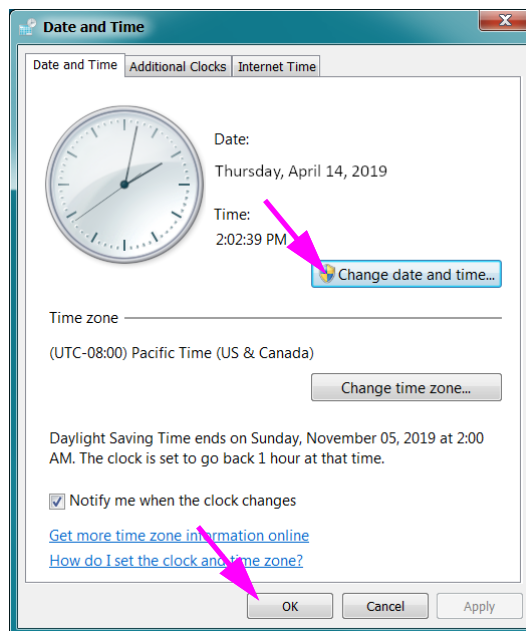 Date and Time
Date and Time Additional Clocks Internet Time
Date:
Thursday, April 14, 2019
Time:
2:02:39 PM
Change date and time...
Time zone
(UTC-08:00) Pacific Time (US & Canada)
Change time zone...
Daylight Saving Time ends on Sunday, November 05, 2019 at 2:00
AM. The clock is set to go back 1 hour at that time.
Notify me when the clock changes
Get more time zone information online
How do I set the clock and time zone?
OK Cancel Apply